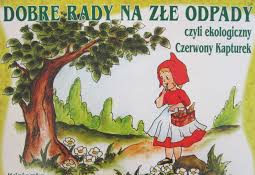 DOBRE RADY NA ZŁE ODPADY
czyli ekologiczny
Czerwony Kapturek